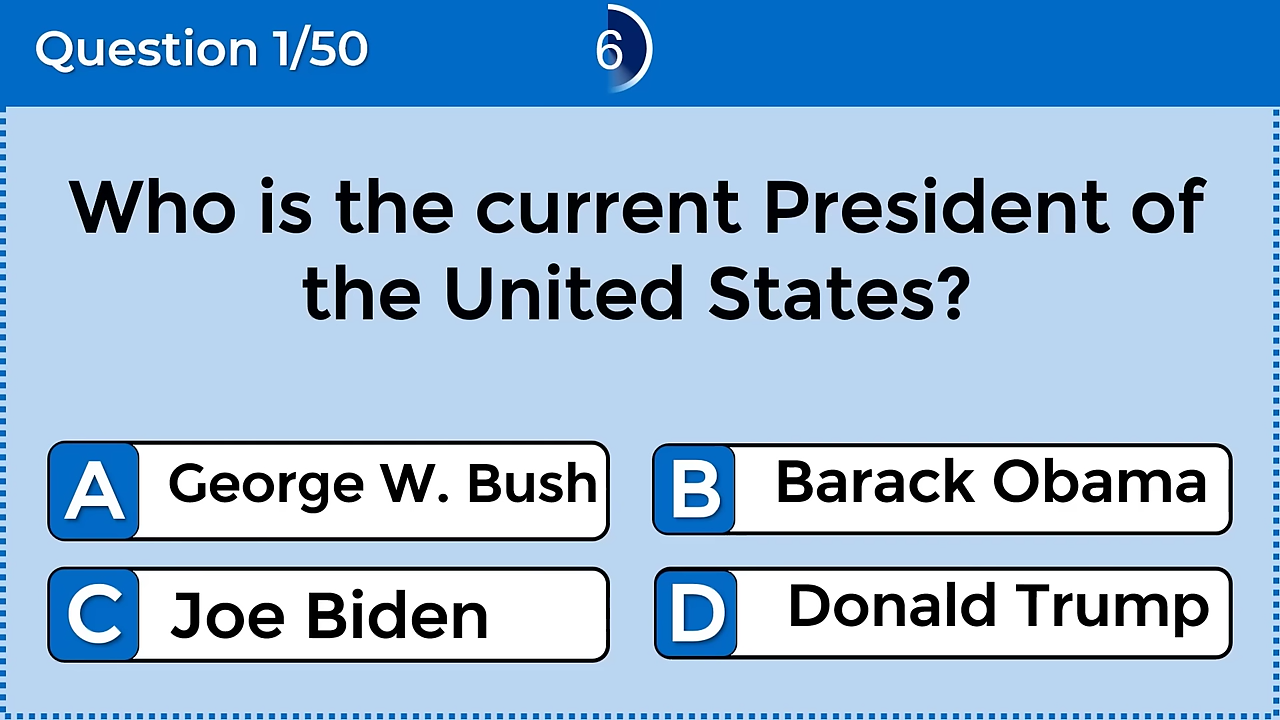 Question 1/50
6
Who is the current President of
the United States?
A George W. Bush
B Barack Obama
C Joe Biden
D Donald Trump